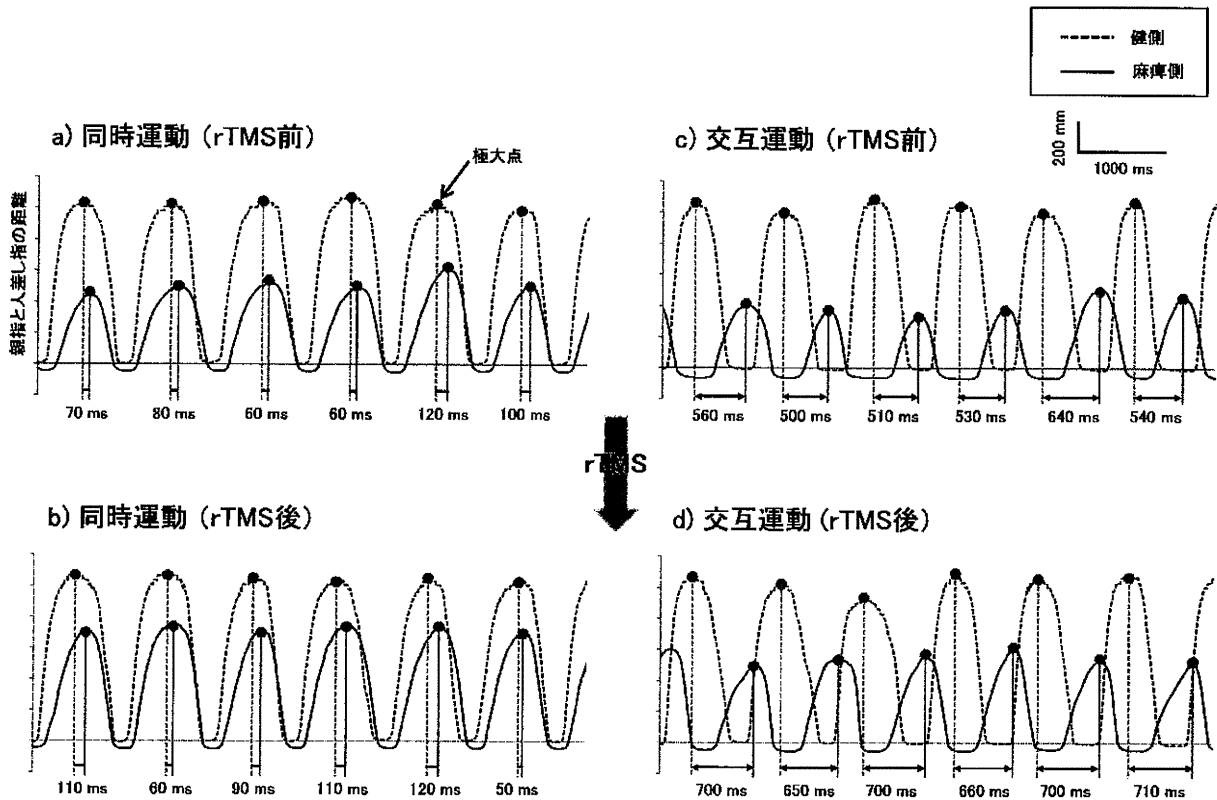 健側
麻痺側
200 mm
1000 ms
a) 同時運動 (rTMS前)
極大点
親指と人差し指の距離
70 ms 80 ms 60 ms 60 ms 120 ms 100 ms
c) 交互運動 (rTMS前)
560 ms 500 ms 510 ms 530 ms 640 ms 540 ms
rTMS
b) 同時運動 (rTMS後)
110 ms 60 ms 90 ms 110 ms 120 ms 50 ms
d) 交互運動 (rTMS後)
700 ms 650 ms 700 ms 660 ms 700 ms 710 ms